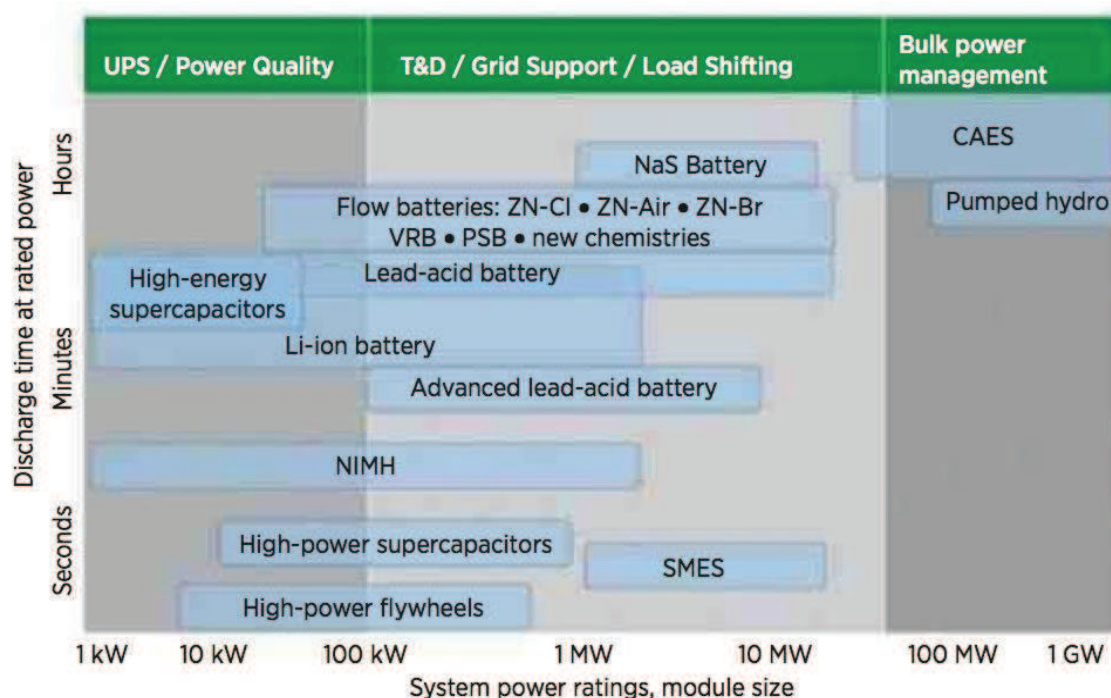 UPS / Power Quality
T&D / Grid Support / Load Shifting
Bulk power
management
Discharge time at rated power
Hours
Minutes
Seconds
CAES
NaS Battery
Pumped hydro
Flow batteries: ZN-Cl • ZN-Air • ZN-Br
VRB • PSB • new chemistries
Lead-acid battery
High-energy
supercapacitors
Li-ion battery
Advanced lead-acid battery
NIMH
High-power supercapacitors
SMES
High-power flywheels
1 kW 10 kW 100 kW 1 MW 10 MW 100 MW 1 GW
System power ratings, module size